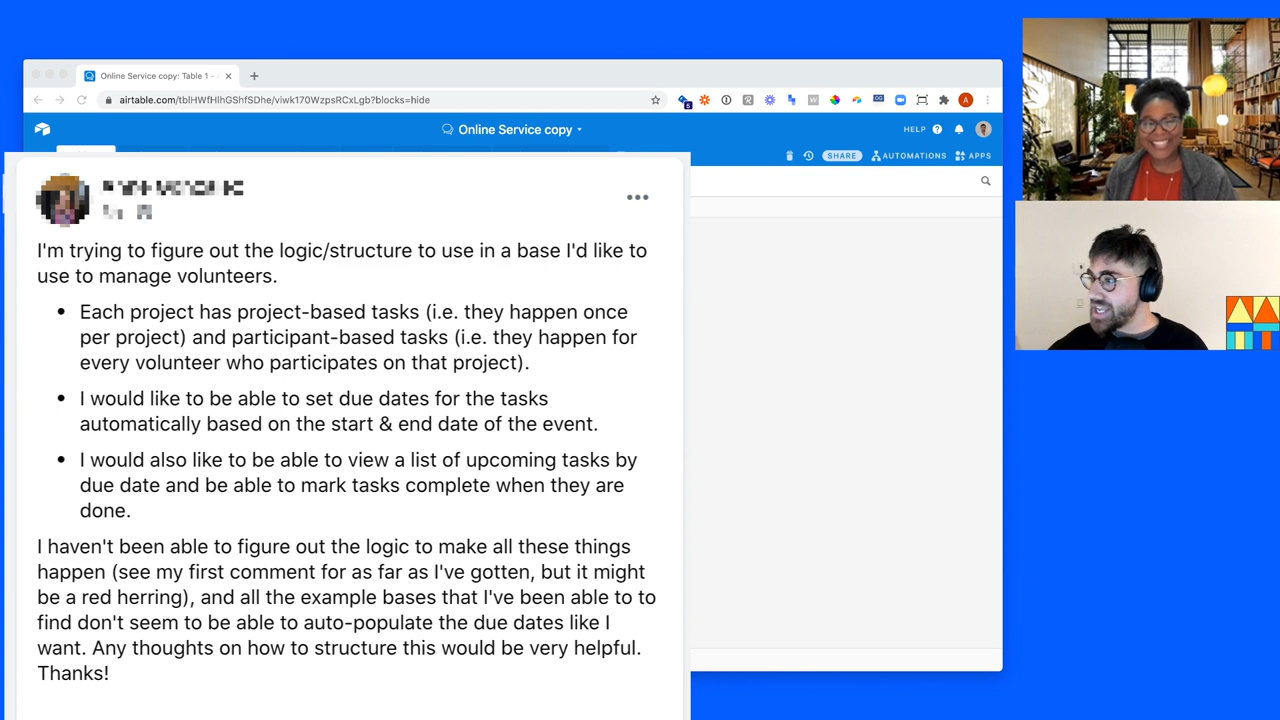 Online Service copy: Table 1 -
airtable.com/tblHWfHlhGShfSDhe/viwk170WzpsRCxLgb?blocks=hide
Online Service copy
HELP
SHARE
AUTOMATIONS
APPS
I'm trying to figure out the logic/structure to use in a base I'd like to
use to manage volunteers.
• Each project has project-based tasks (i.e. they happen once
per project) and participant-based tasks (i.e. they happen for
every volunteer who participates on that project).
• I would like to be able to set due dates for the tasks
automatically based on the start & end date of the event.
• I would also like to be able to view a list of upcoming tasks by
due date and be able to mark tasks complete when they are
done.
I haven't been able to figure out the logic to make all these things
happen (see my first comment for as far as I've gotten, but it might
be a red herring), and all the example bases that I've been able to to
find don't seem to be able to auto-populate the due dates like I
want. Any thoughts on how to structure this would be very helpful.
Thanks!